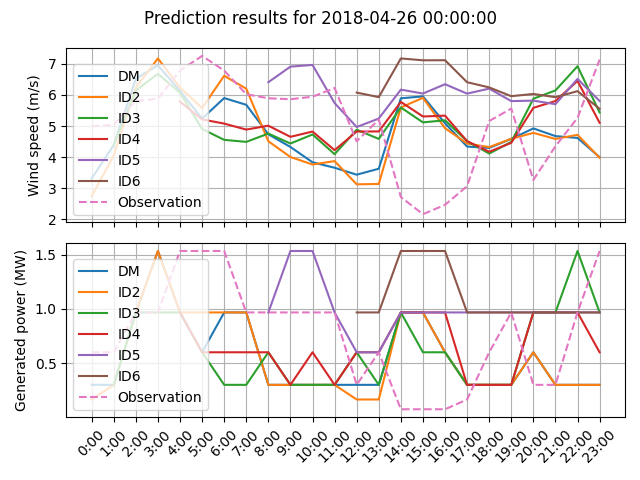 Prediction results for 2018-04-26 00:00:00
Wind speed (m/s)
7
6
5
4
3
2
DM
ID2
ID3
ID4
ID5
ID6
Observation
Generated power (MW)
1.5
1.0
0.5
DM
ID2
ID3
ID4
ID5
ID6
Observation
0:00 1:00 2:00 3:00 4:00 5:00 6:00 7:00 8:00 9:00 10:00 11:00 12:00 13:00 14:00 15:00 16:00 17:00 18:00 19:00 20:00 21:00 22:00 23:00